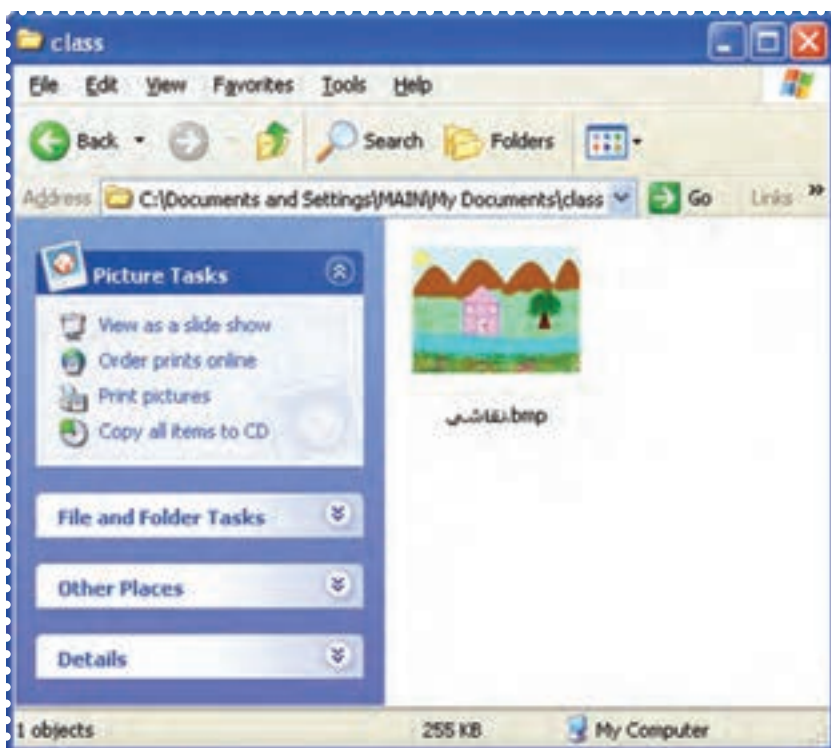 class
File Edit View Favorites Tools Help
Back Search Folders
Address C:\Documents and Settings\MAIN\My Documents\class Go Links »
Picture Tasks
View as a slide show
Order prints online
Print pictures
Copy all items to CD
نقاشی.bmp
File and Folder Tasks
Other Places
Details
1 objects 255 KB My Computer